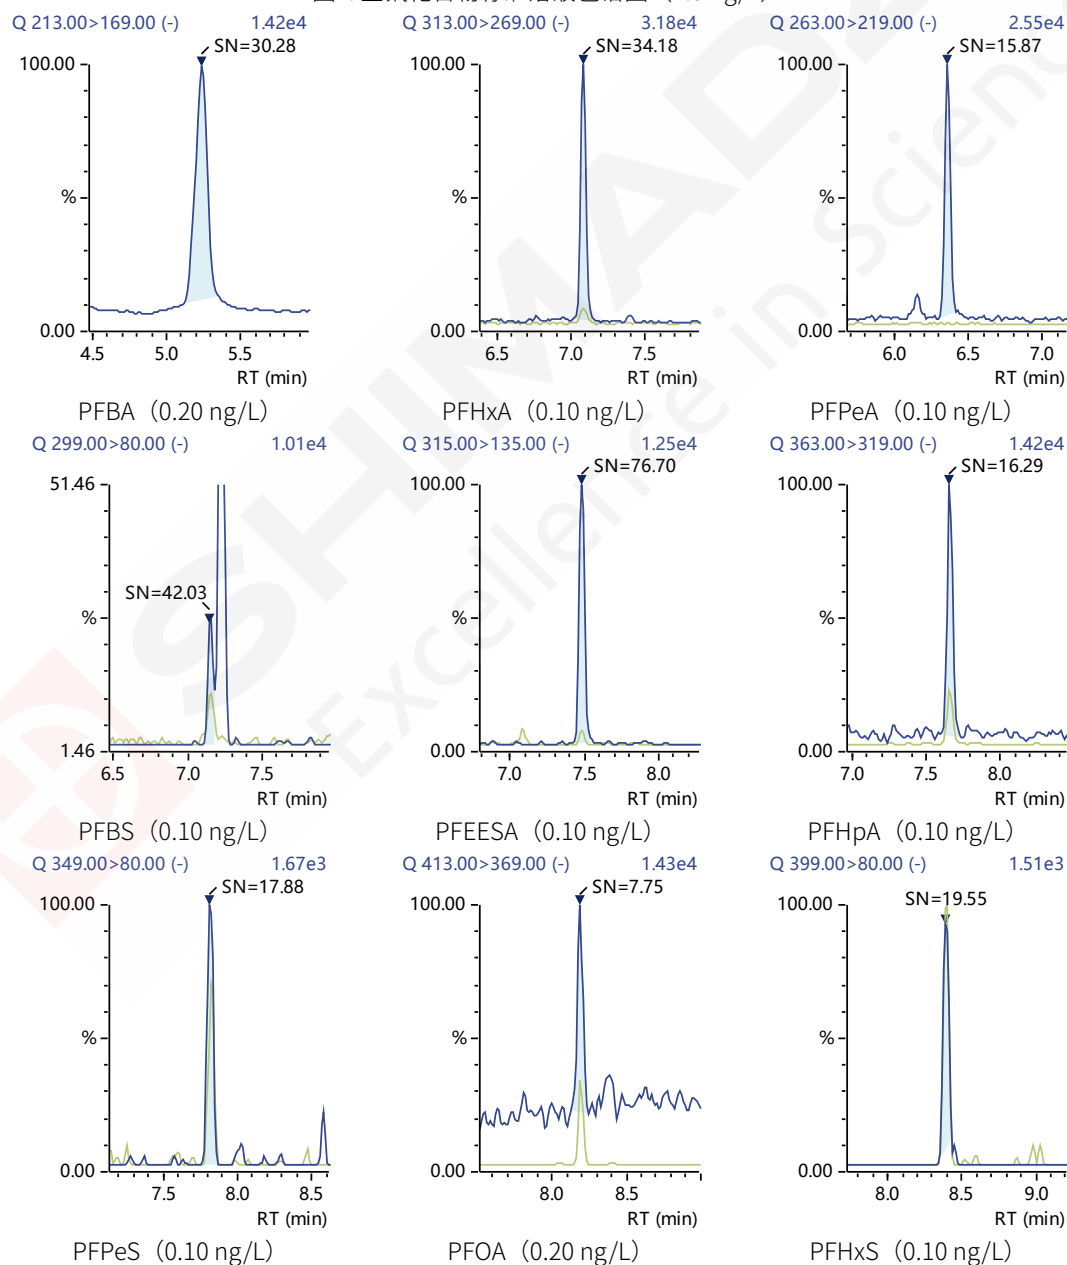 Q 213.00>169.00 (-) 1.42e4
SN=30.28
100.00
%
0.00
4.5 5.0 5.5
RT (min)
PFBA（0.20 ng/L）
Q 313.00>269.00 (-) 3.18e4
SN=34.18
100.00
%
0.00
6.5 7.0 7.5
RT (min)
PFHxA（0.10 ng/L）
Q 263.00>219.00 (-) 2.55e4
SN=15.87
100.00
%
0.00
6.0 6.5 7.0
RT (min)
PFPeA（0.10 ng/L）
Q 299.00>80.00 (-) 1.01e4
51.46
SN=42.03
%
1.46
6.5 7.0 7.5
RT (min)
PFBS（0.10 ng/L）
Q 315.00>135.00 (-) 1.25e4
SN=76.70
100.00
%
0.00
7.0 7.5 8.0
RT (min)
PFEESA（0.10 ng/L）
Q 363.00>319.00 (-) 1.42e4
SN=16.29
100.00
%
0.00
7.0 7.5 8.0
RT (min)
PFHpA（0.10 ng/L）
Q 349.00>80.00 (-) 1.67e3
SN=17.88
100.00
%
0.00
7.5 8.0 8.5
RT (min)
PFPeS（0.10 ng/L）
Q 413.00>369.00 (-) 1.43e4
SN=7.75
100.00
%
0.00
8.0 8.5
RT (min)
PFOA（0.20 ng/L）
Q 399.00>80.00 (-) 1.51e3
SN=19.55
100.00
%
0.00
8.0 8.5 9.0
RT (min)
PFHxS（0.10 ng/L）
SHIMADZ
Excellence in Science